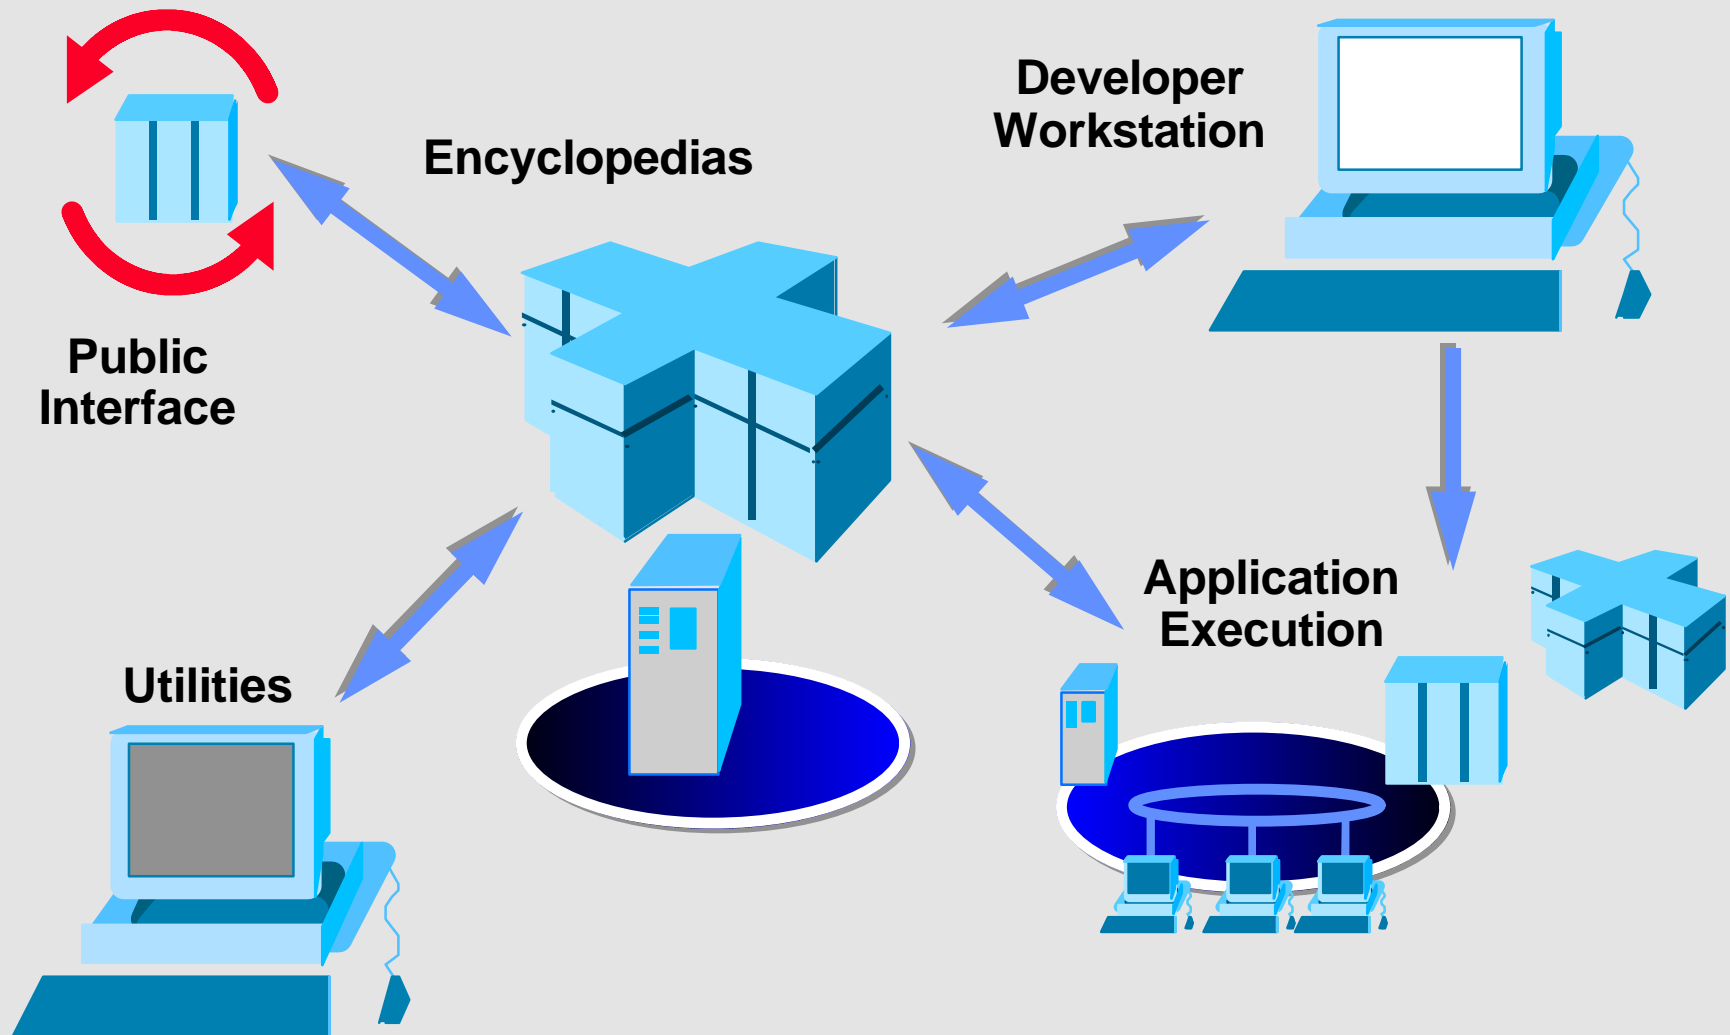 Developer
Workstation
Encyclopedias
Public
Interface
Application
Execution
Utilities